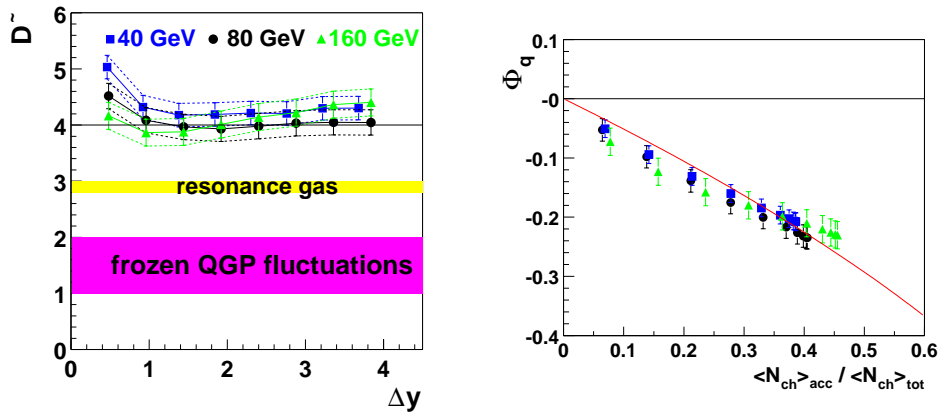 D̃
6
5
4
3
2
1
0
40 GeV 80 GeV 160 GeV
resonance gas
frozen QGP fluctuations
0 1 2 3 4
Δy
Φq
0.1
-0
-0.1
-0.2
-0.3
-0.4
0 0.1 0.2 0.3 0.4 0.5 0.6
<Nch>acc / <Nch>tot